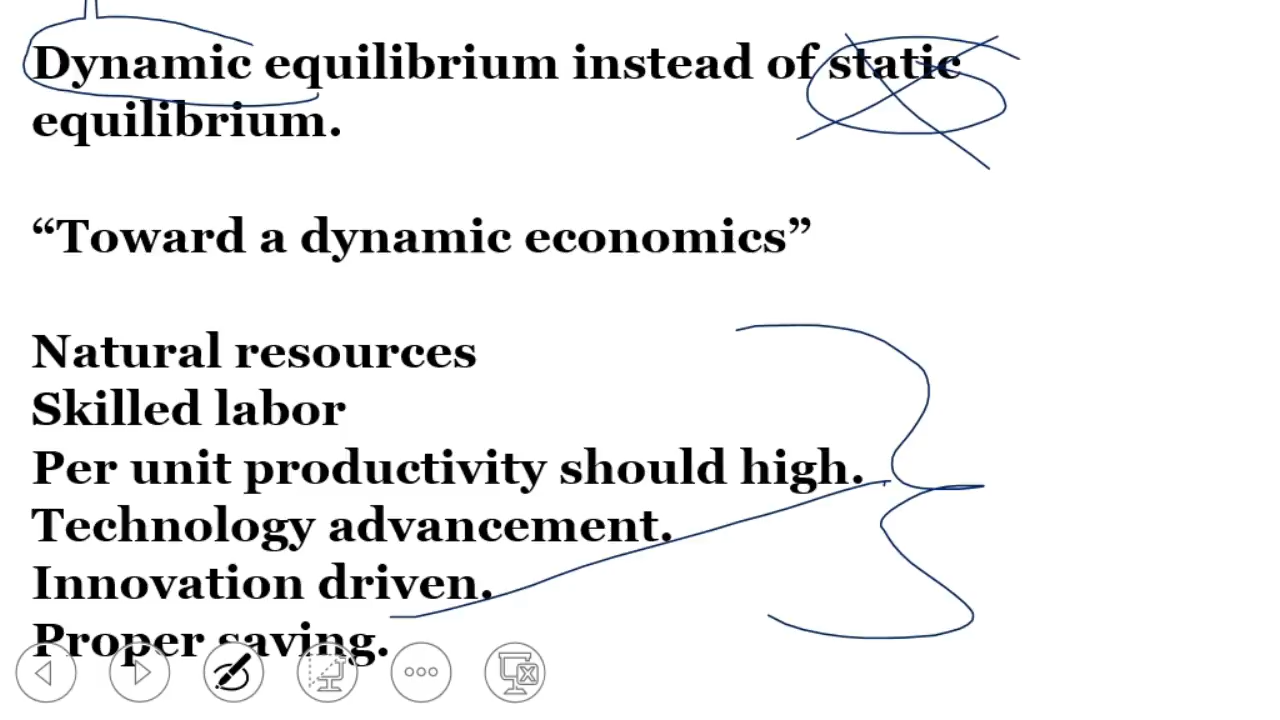 Dynamic equilibrium instead of static
equilibrium.
“Toward a dynamic economics”
Natural resources
Skilled labor
Per unit productivity should high.
Technology advancement.
Innovation driven.
Proper saving.